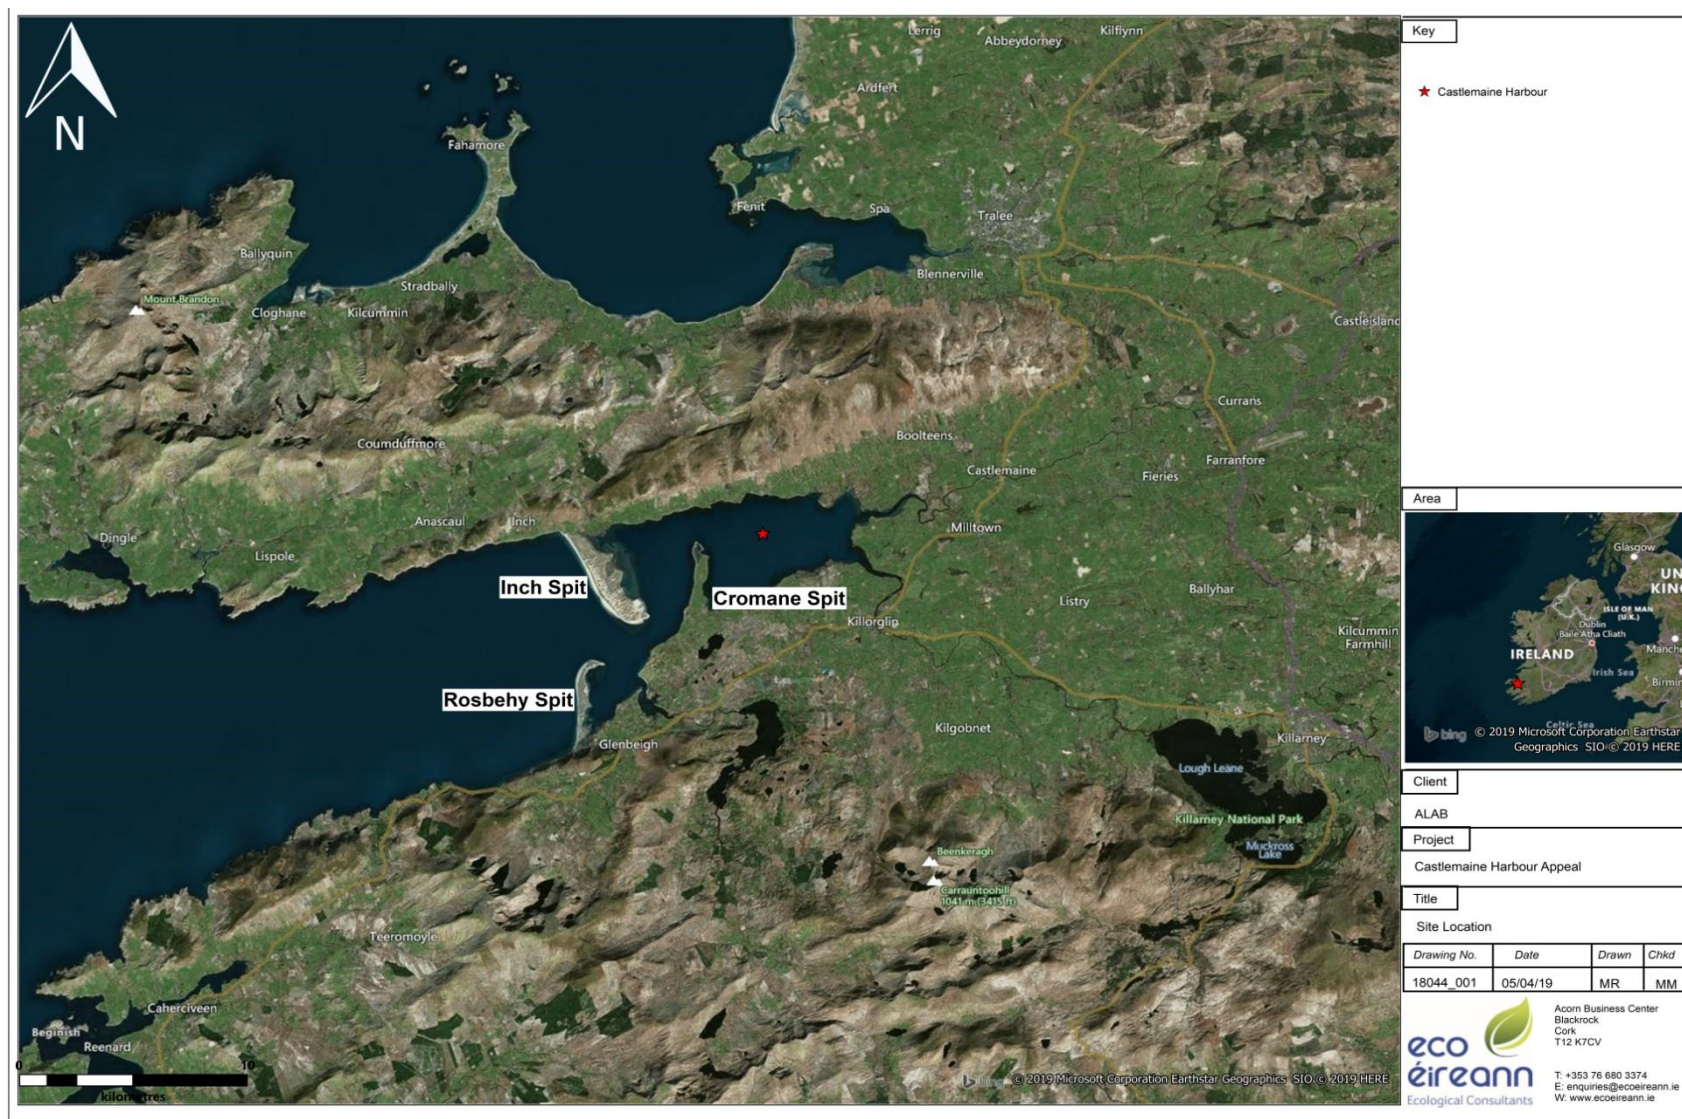 N
Lerrig
Abbeydorney
Kilflynn
Ardfert
Fahamore
Fenit
Spa
Tralee
Ballyquin
Blennerville
Stradbally
Mount Brandon
Cloghane
Kilcummin
Castleisland
Currans
Coumduffmore
Boolteens
Castlemaine
Farranfore
Fieries
Anascaul
Inch
Milltown
Dingle
Lispole
Inch Spit
Cromane Spit
Listry
Ballyhar
Killorglin
Kilcummin
Farmhill
Rosbehy Spit
Glenbeigh
Kilgobnet
Killarney
Lough Leane
Killarney National Park
Muckross
Lake
Beenkeragh
Carrauntoohill
1041 m (3415 ft)
Teeromoyle
Caherciveen
Beginish
Reenard
0
10
kilometres
bing © 2019 Microsoft Corporation Earthstar Geographics SIO © 2019 HERE
Key
Castlemaine Harbour
Area
Glasgow
UN
KING
ISLE OF MAN
(U.K.)
Dublin
Baile Átha Cliath
Manche
IRELAND
Irish Sea
Birmin
Celtic Sea
bing © 2019 Microsoft Corporation Earthstar
Geographics SIO © 2019 HERE
Client
ALAB
Project
Castlemaine Harbour Appeal
Title
Site Location
Drawing No. Date Drawn Chkd
18044_001 05/04/19 MR MM
eco
éireann
Ecological Consultants
Acorn Business Center
Blackrock
Cork
T12 K7CV
T: +353 76 680 3374
E: enquiries@ecoeireann.ie
W: www.ecoeireann.ie